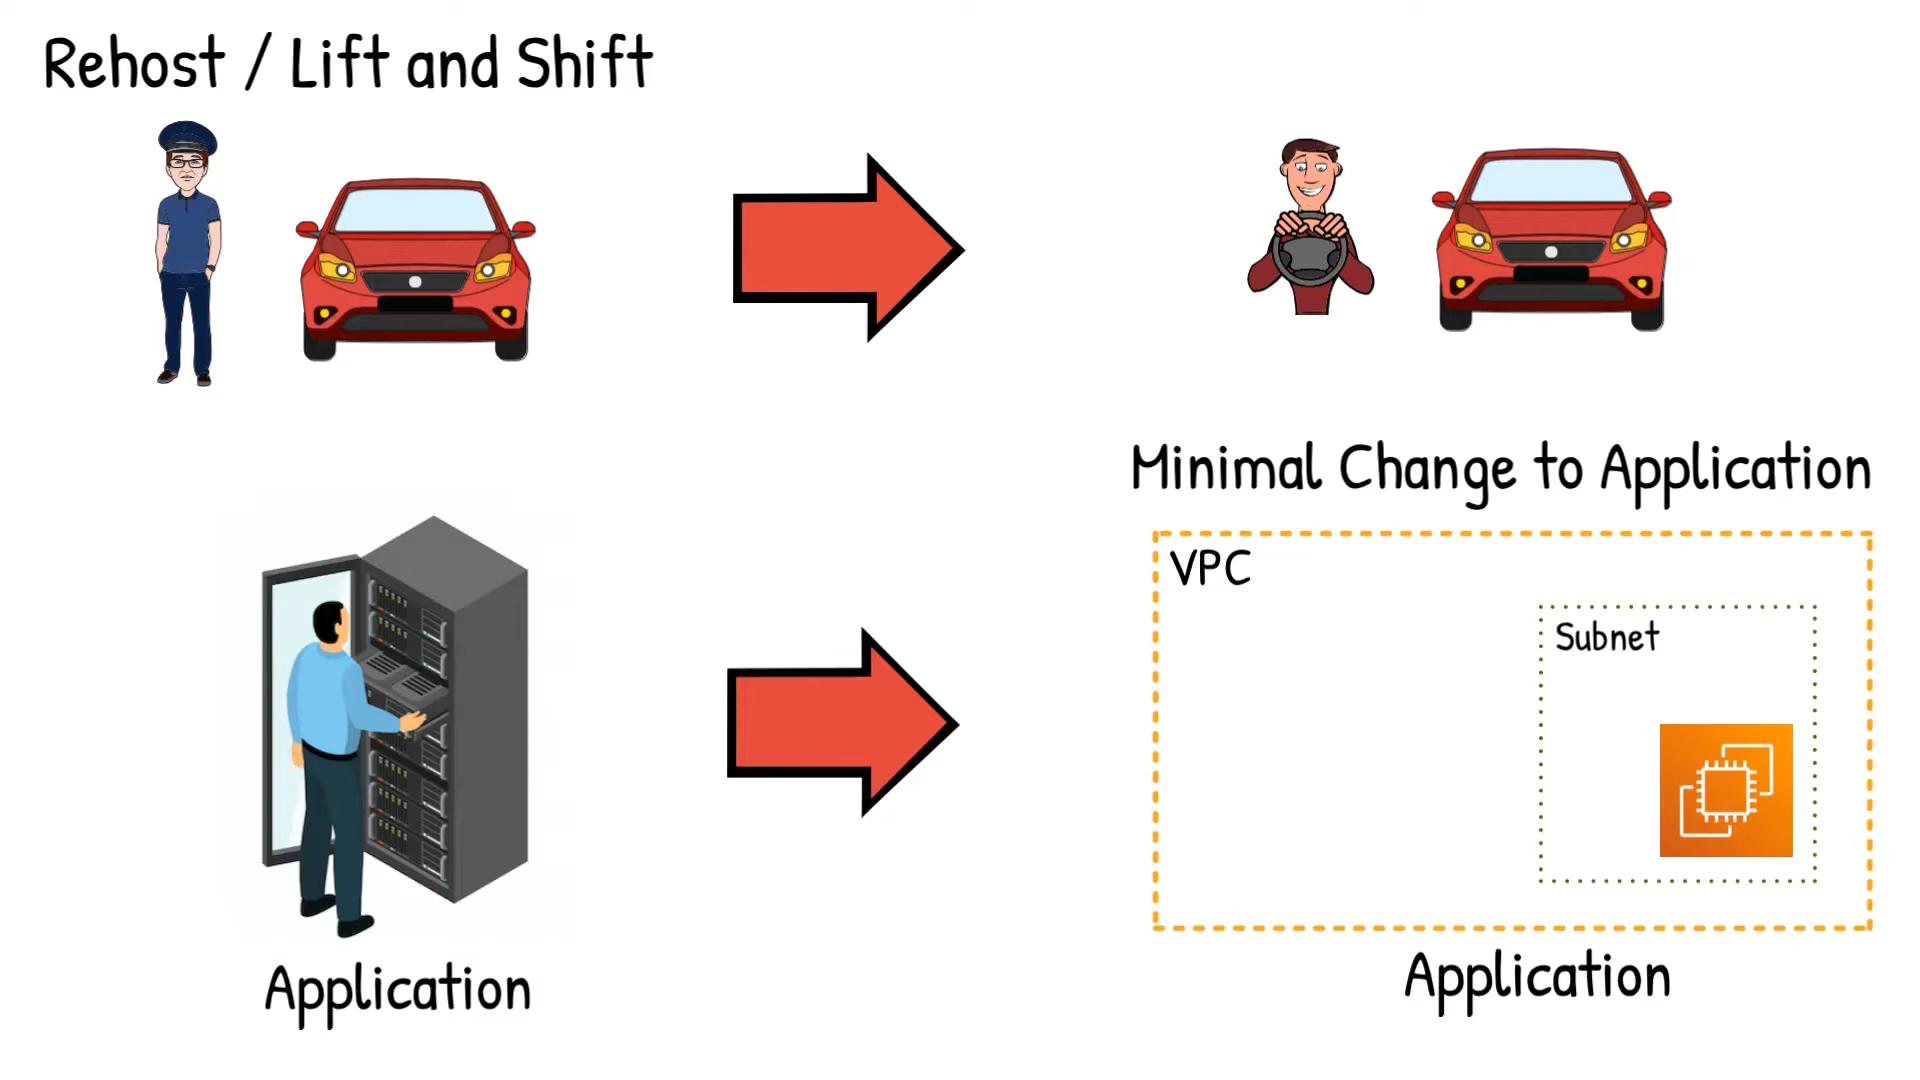 Rehost / Lift and Shift
Minimal Change to Application
VPC
Subnet
Application
Application